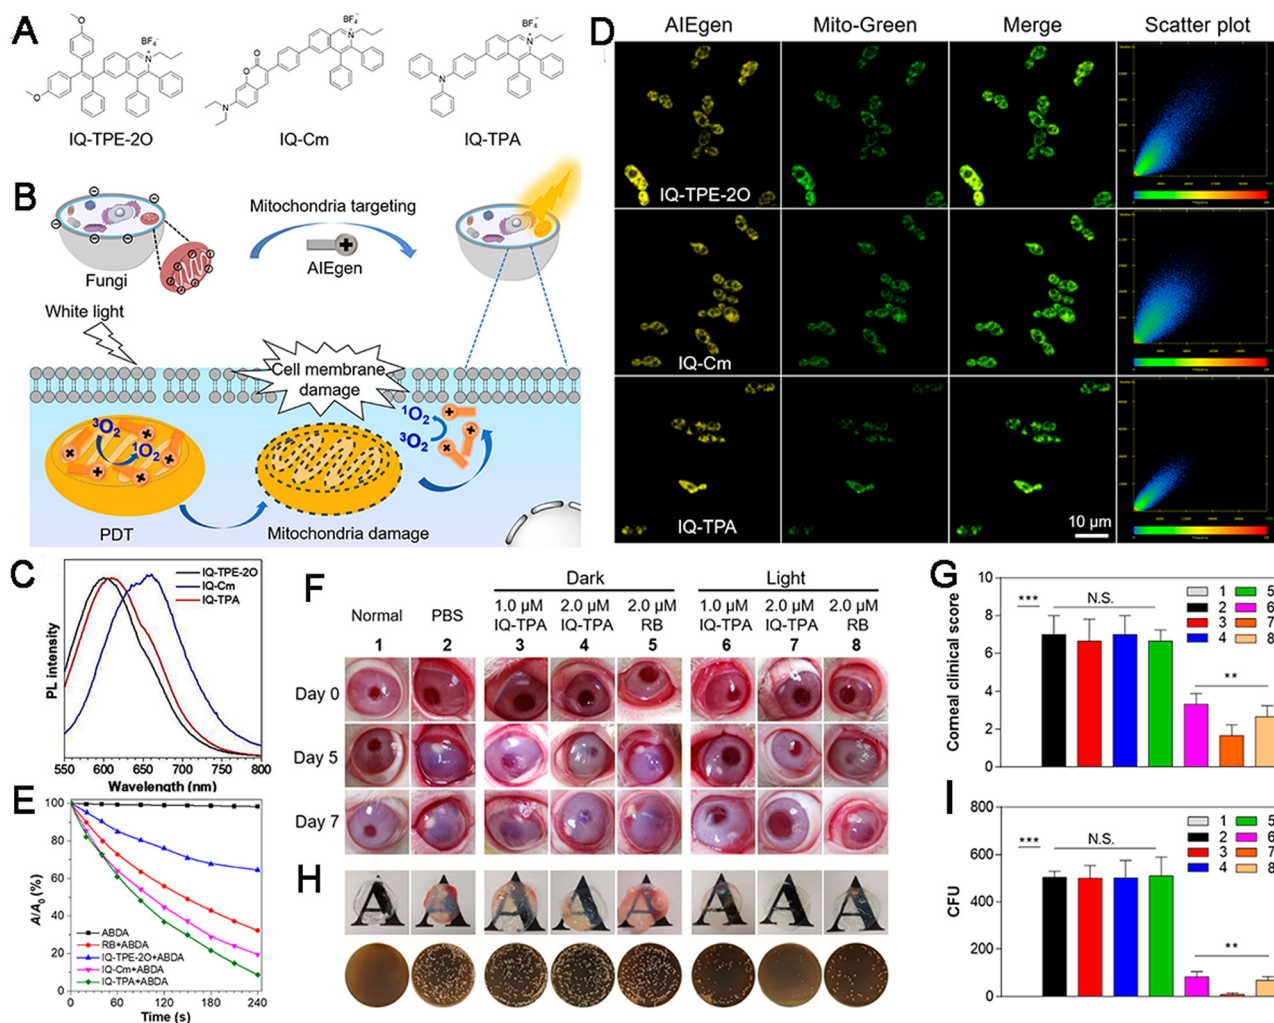 A
BF₄⁻
O
N⁺
O
IQ-TPE-2O
BF₄⁻
O
O
N⁺
N
IQ-Cm
BF₄⁻
N⁺
N
IQ-TPA
B
Mitochondria targeting
AIEgen
Fungi
White light
Cell membrane
damage
³O₂
¹O₂
¹O₂
³O₂
PDT
Mitochondria damage
C
IQ-TPE-2O
IQ-Cm
IQ-TPA
PL intensity
550 600 650 700 750 800
Wavelength (nm)
D
AIEgen Mito-Green Merge Scatter plot
IQ-TPE-2O
IQ-Cm
IQ-TPA
10 µm
E
100
80
60
40
20
0
A/A₀ (%)
ABDA
RB+ABDA
IQ-TPE-2O+ABDA
IQ-Cm+ABDA
IQ-TPA+ABDA
0 60 120 180 240
Time (s)
F
Dark Light
Normal PBS 1.0 µM IQ-TPA 2.0 µM IQ-TPA 2.0 µM RB 1.0 µM IQ-TPA 2.0 µM IQ-TPA 2.0 µM RB
1 2 3 4 5 6 7 8
Day 0
Day 5
Day 7
G
Corneal clinical score
10
8
6
4
2
0
*** N.S. **
1 5
2 6
3 7
4 8
H
A A A A A A A A
I
CFU
800
600
400
200
0
*** N.S. **
1 5
2 6
3 7
4 8